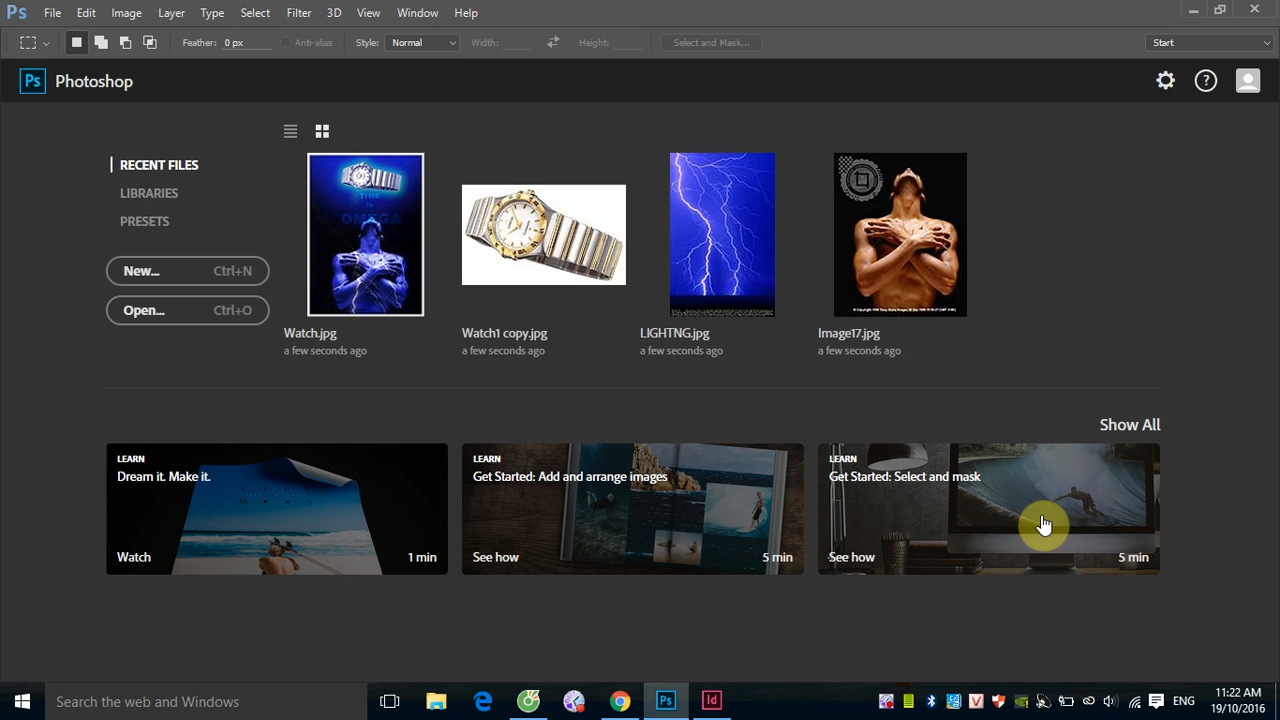 Ps File Edit Image Layer Type Select Filter 3D View Window Help
Feather: 0 px Anti-alias Style: Normal Width: Height: Select and Mask... Start
Ps Photoshop ?
RECENT FILES
LIBRARIES
PRESETS
New... Ctrl+N
Open... Ctrl+O
TIME
OMEGA
Watch.jpg
a few seconds ago
Watch1 copy.jpg
a few seconds ago
LIGHTNG.jpg
a few seconds ago
Image17.jpg
a few seconds ago
Show All
LEARN
Dream it. Make it.
Watch 1 min
LEARN
Get Started: Add and arrange images
See how 5 min
LEARN
Get Started: Select and mask
See how 5 min
Search the web and Windows
Ps Id
ENG
11:22 AM
19/10/2016